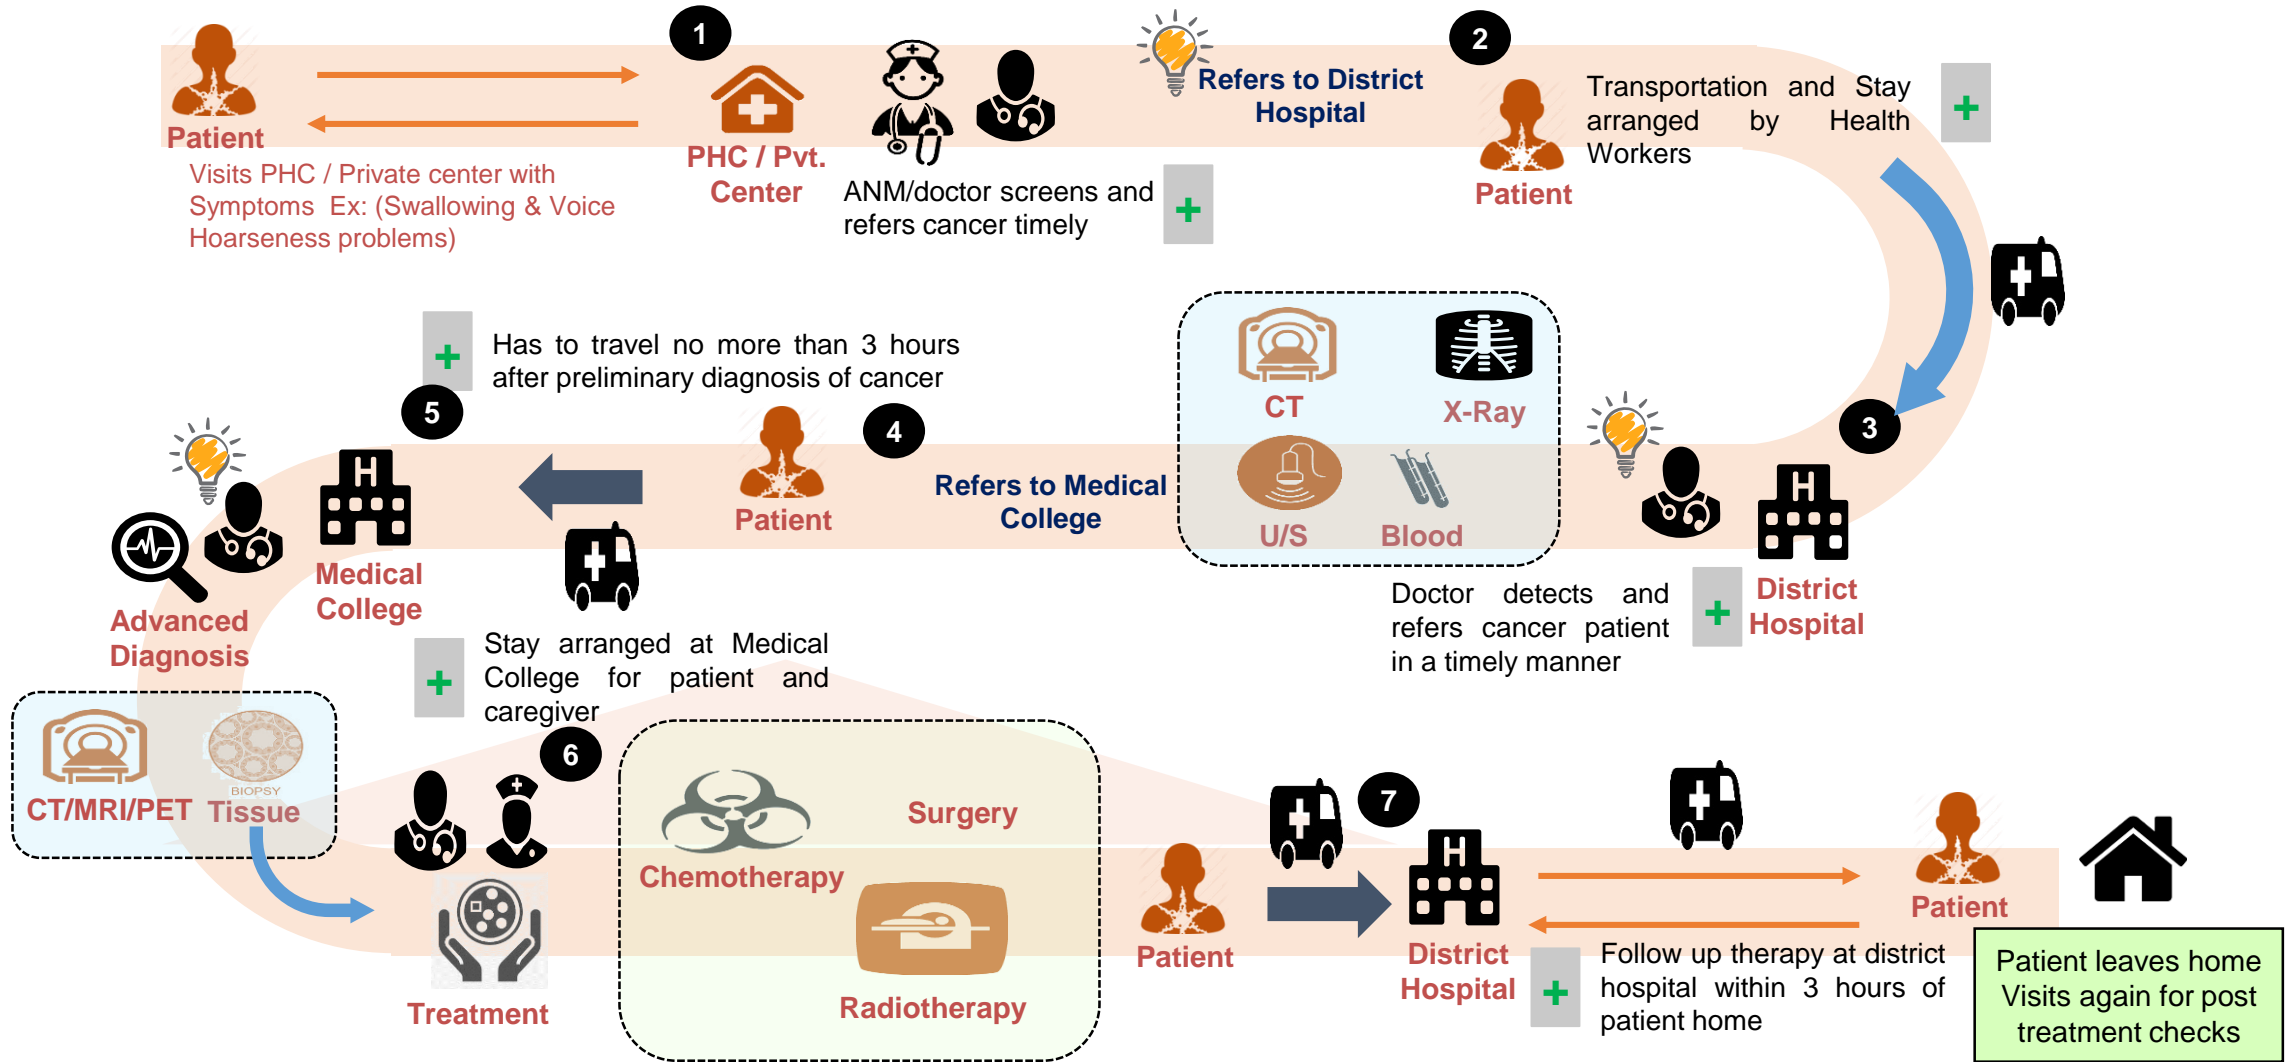 1
Patient
Visits PHC / Private center with
Symptoms Ex: (Swallowing & Voice
Hoarseness problems)
PHC / Pvt.
Center
ANM/doctor screens and
refers cancer timely
+
Refers to District
Hospital
2
Patient
Transportation and Stay
arranged by Health
Workers
+
3
H
District
Hospital
Doctor detects and
refers cancer patient
in a timely manner
+
CT
X-Ray
U/S
Blood
Refers to Medical
College
4
Patient
+
Has to travel no more than 3 hours
after preliminary diagnosis of cancer
5
H
Medical
College
+
Stay arranged at Medical
College for patient and
caregiver
Advanced
Diagnosis
CT/MRI/PET
BIOPSY
Tissue
6
Treatment
Chemotherapy
Surgery
Radiotherapy
Patient
7
H
District
Hospital
+
Follow up therapy at district
hospital within 3 hours of
patient home
Patient
Patient leaves home
Visits again for post
treatment checks